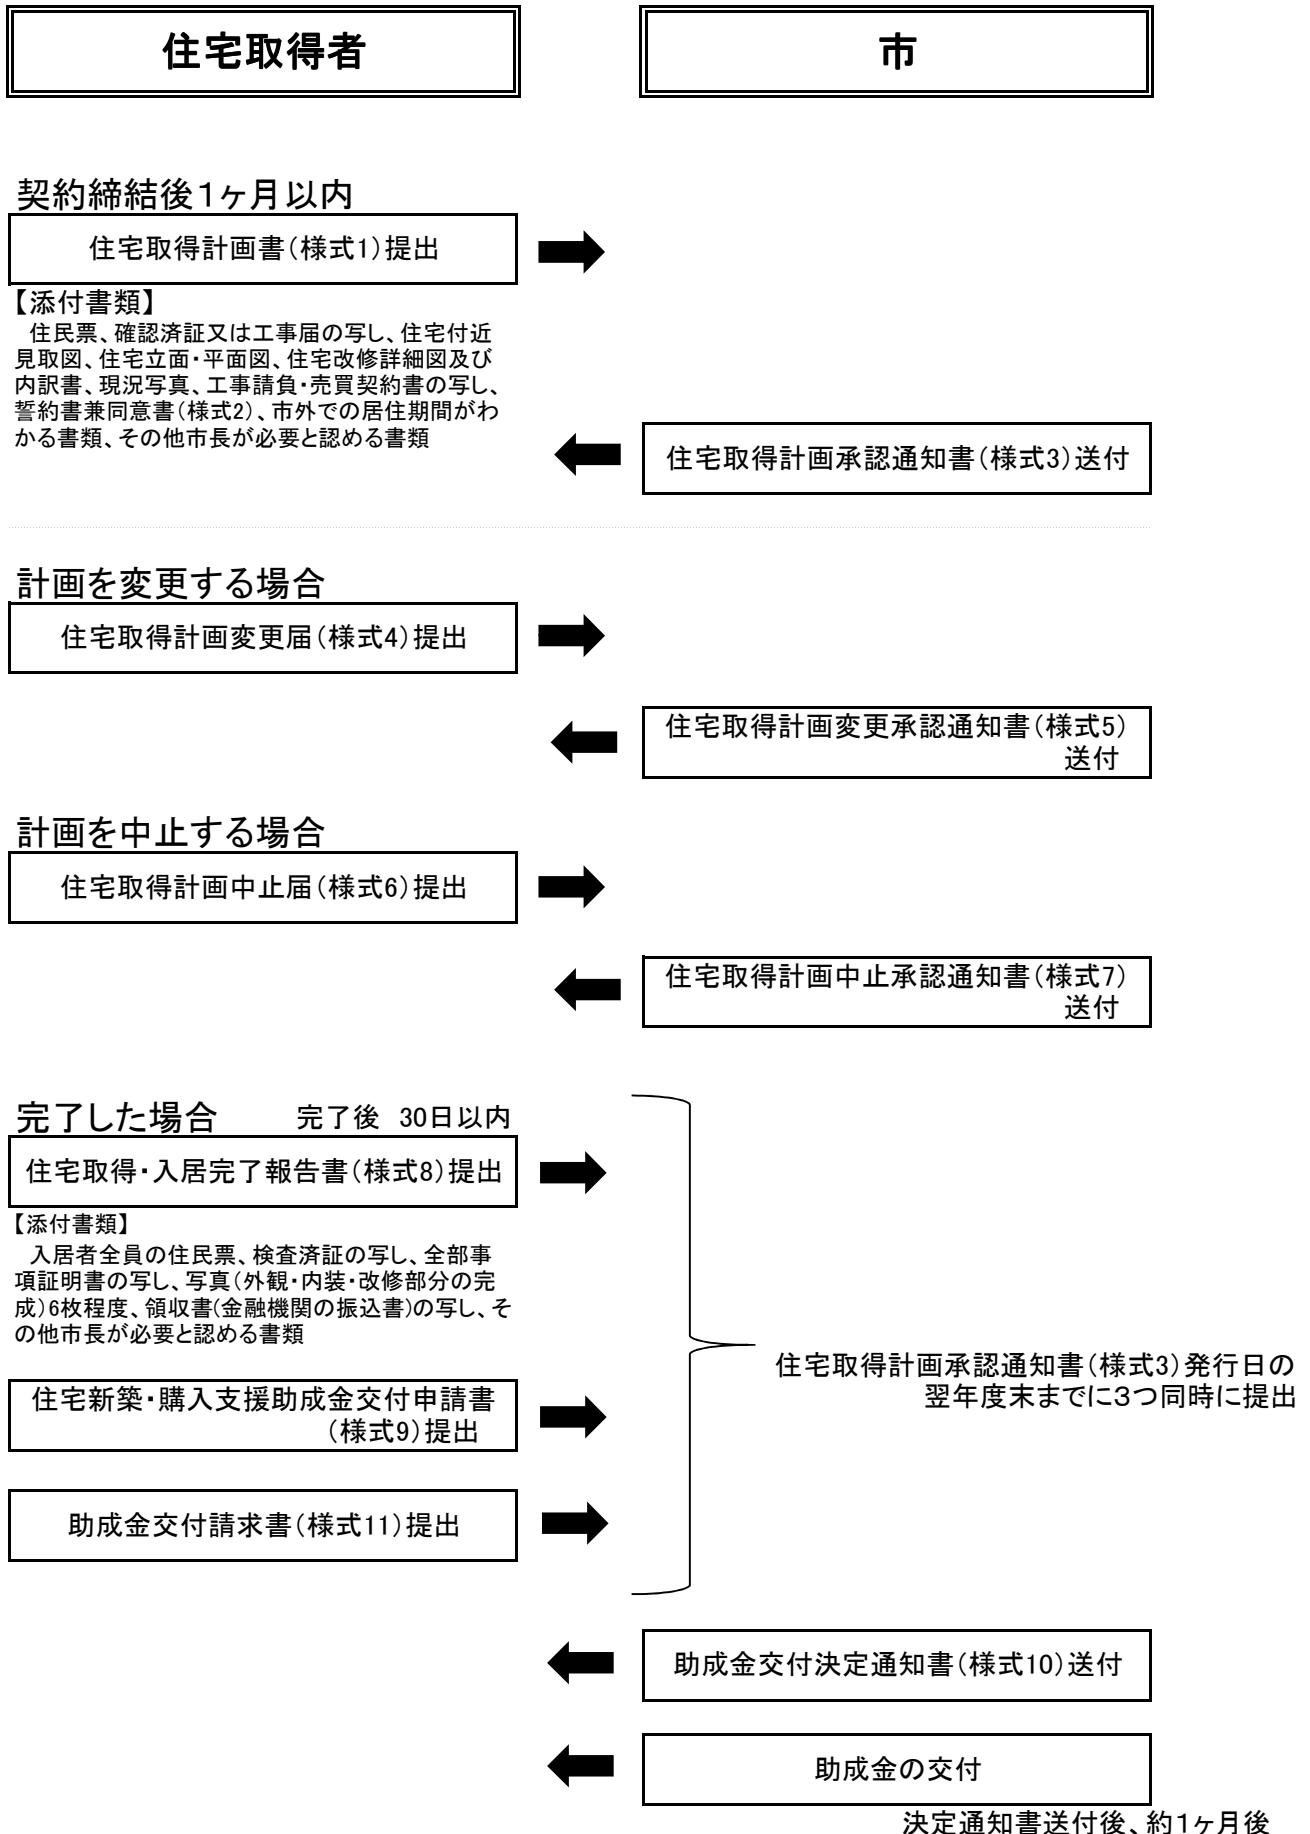 住宅取得者
市
契約締結後1ヶ月以内
住宅取得計画書(様式1)提出
【添付書類】
住民票、確認済証又は工事届の写し、住宅付近
見取図、住宅立面・平面図、住宅改修詳細図及び
内訳書、現況写真、工事請負・売買契約書の写し、
誓約書兼同意書(様式2)、市外での居住期間がわ
かる書類、その他市長が必要と認める書類
住宅取得計画承認通知書(様式3)送付
計画を変更する場合
住宅取得計画変更届(様式4)提出
住宅取得計画変更承認通知書(様式5)
送付
計画を中止する場合
住宅取得計画中止届(様式6)提出
住宅取得計画中止承認通知書(様式7)
送付
完了した場合 完了後 30日以内
住宅取得・入居完了報告書(様式8)提出
【添付書類】
入居者全員の住民票、検査済証の写し、全部事
項証明書の写し、写真(外観・内装・改修部分の完
成)6枚程度、領収書(金融機関の振込書)の写し、そ
の他市長が必要と認める書類
住宅取得計画承認通知書(様式3)発行日の
翌年度末までに3つ同時に提出
住宅新築・購入支援助成金交付申請書
(様式9)提出
助成金交付請求書(様式11)提出
助成金交付決定通知書(様式10)送付
助成金の交付
決定通知書送付後、約1ヶ月後